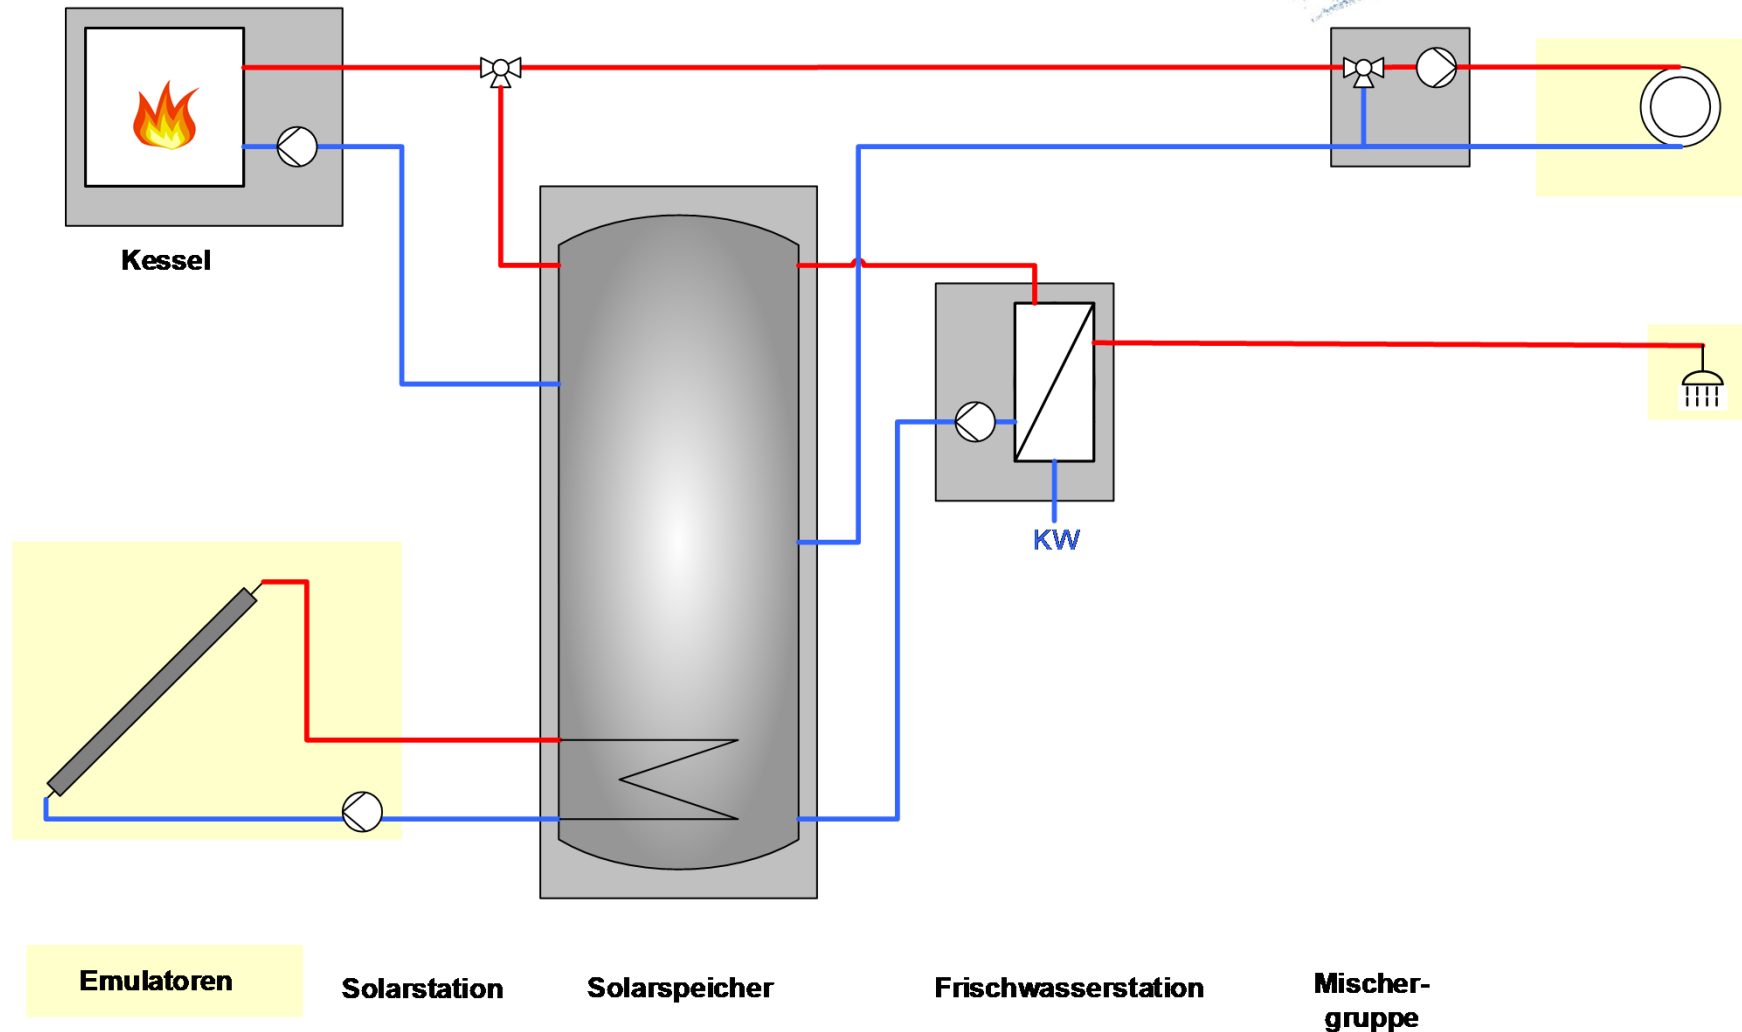 Kessel
KW
Emulatoren
Solarstation
Solarspeicher
Frischwasserstation
Mischer-
gruppe